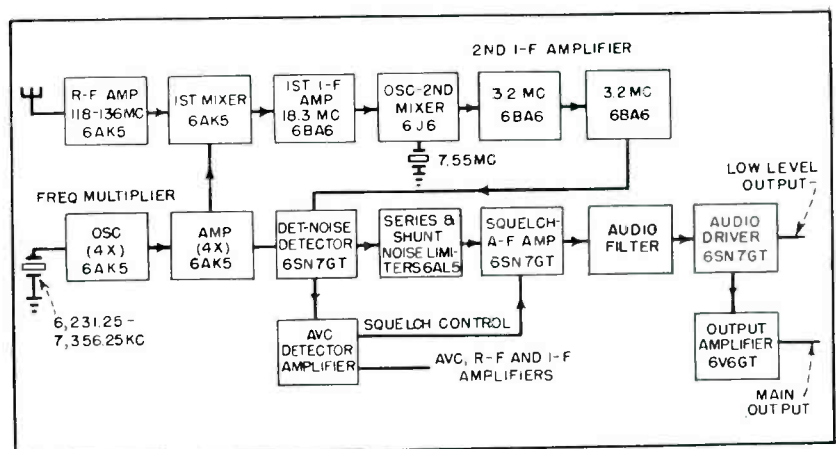 2ND I-F AMPLIFIER
R-F AMP
118-136MC
6AK5
IST MIXER
6AK5
IST I-F
AMP
18.3 MC
6BA6
OSC-2ND
MIXER
6J6
3.2 MC
6BA6
3.2 MC
6BA6
7.55MC
LOW LEVEL
OUTPUT
FREQ MULTIPLIER
OSC
(4X)
6AK5
AMP
(4X)
6AK5
DET-NOISE
DETECTOR
6SN7GT
SERIES &
SHUNT
NOISE LIMI-
TERS 6AL5
SQUELCH-
A-F AMP
6SN7GT
AUDIO
FILTER
AUDIO
DRIVER
6SN7GT
6,231.25-
7,356.25KC
AVC
DETECTOR
AMPLIFIER
SQUELCH CONTROL
AVC, R-F AND I-F
AMPLIFIERS
OUTPUT
AMPLIFIER
6V6GT
MAIN
OUTPUT